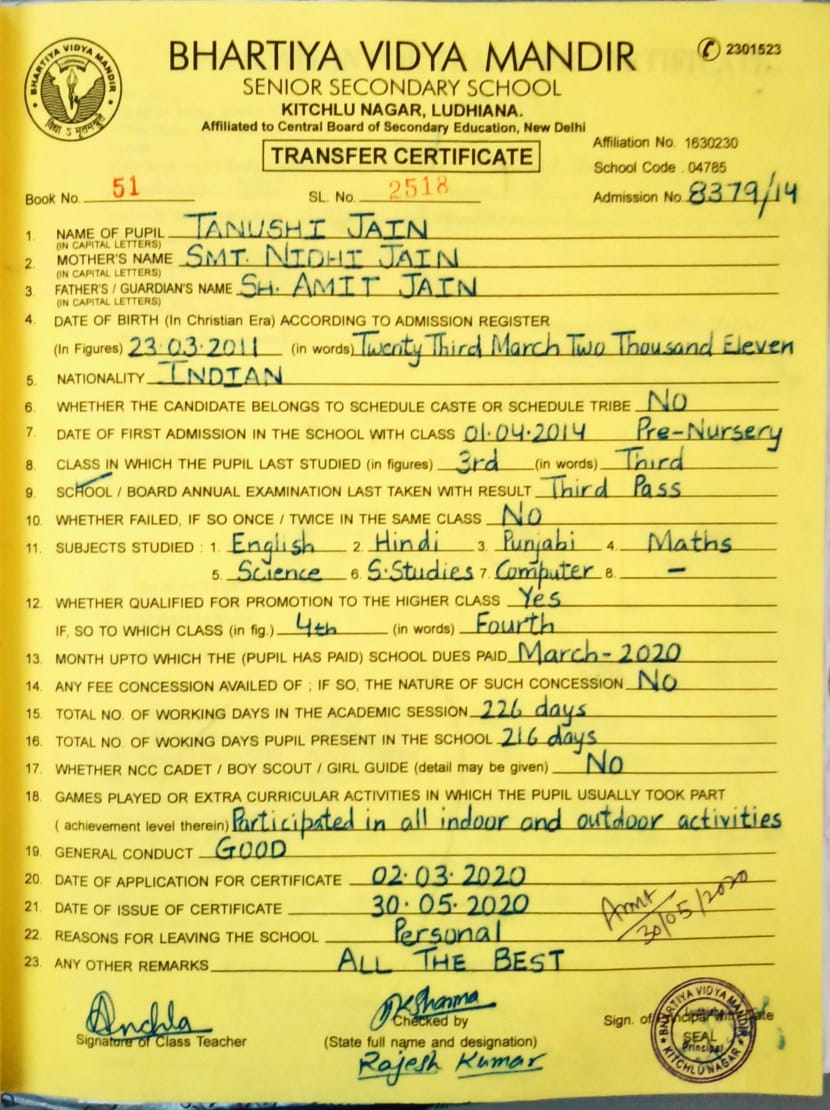 BHARTIYA VIDYA MANDIR
विद्या ऽ मृतमश्नुते
BHARTIYA VIDYA MANDIR
2301523
SENIOR SECONDARY SCHOOL
KITCHLU NAGAR, LUDHIANA.
Affiliated to Central Board of Secondary Education, New Delhi
Affiliation No. 1630230
TRANSFER CERTIFICATE
School Code . 04785
Book No. 51 SL. No. 2518 Admission No. 8379/14
1. NAME OF PUPIL TANUSHI JAIN
(IN CAPITAL LETTERS)
2. MOTHER'S NAME SMT. NIDHI JAIN
(IN CAPITAL LETTERS)
3. FATHER'S / GUARDIAN'S NAME SH. AMIT JAIN
(IN CAPITAL LETTERS)
4. DATE OF BIRTH (In Christian Era) ACCORDING TO ADMISSION REGISTER
(In Figures) 23.03.2011 (in words) Twenty Third March Two Thousand Eleven
5. NATIONALITY INDIAN
6. WHETHER THE CANDIDATE BELONGS TO SCHEDULE CASTE OR SCHEDULE TRIBE NO
7. DATE OF FIRST ADMISSION IN THE SCHOOL WITH CLASS 01.04.2014 Pre-Nursery
8. CLASS IN WHICH THE PUPIL LAST STUDIED (in figures) 3rd (in words) Third
9. SCHOOL / BOARD ANNUAL EXAMINATION LAST TAKEN WITH RESULT Third Pass
10. WHETHER FAILED, IF SO ONCE / TWICE IN THE SAME CLASS NO
11. SUBJECTS STUDIED : 1. English 2. Hindi 3. Punjabi 4. Maths
5. Science 6. S.Studies 7. Computer 8. -
12. WHETHER QUALIFIED FOR PROMOTION TO THE HIGHER CLASS Yes
IF, SO TO WHICH CLASS (in fig.) 4th (in words) Fourth
13. MONTH UPTO WHICH THE (PUPIL HAS PAID) SCHOOL DUES PAID March-2020
14. ANY FEE CONCESSION AVAILED OF ; IF SO, THE NATURE OF SUCH CONCESSION NO
15. TOTAL NO. OF WORKING DAYS IN THE ACADEMIC SESSION 226 days
16. TOTAL NO. OF WOKING DAYS PUPIL PRESENT IN THE SCHOOL 216 days
17. WHETHER NCC CADET / BOY SCOUT / GIRL GUIDE (detail may be given) NO
18. GAMES PLAYED OR EXTRA CURRICULAR ACTIVITIES IN WHICH THE PUPIL USUALLY TOOK PART
( achievement level therein) Participated in all indoor and outdoor activities
19. GENERAL CONDUCT GOOD
20. DATE OF APPLICATION FOR CERTIFICATE 02.03.2020
21. DATE OF ISSUE OF CERTIFICATE 30.05.2020
Amit
30/05/2020
22. REASONS FOR LEAVING THE SCHOOL Personal
23. ANY OTHER REMARKS ALL THE BEST
Anchla
Signature of Class Teacher
Sharma
Checked by
(State full name and designation)
Rajesh Kumar
Sign. of Principal with Date
SEAL
BHARTIYA VIDYA MANDIR
Principal
KITCHLU NAGAR